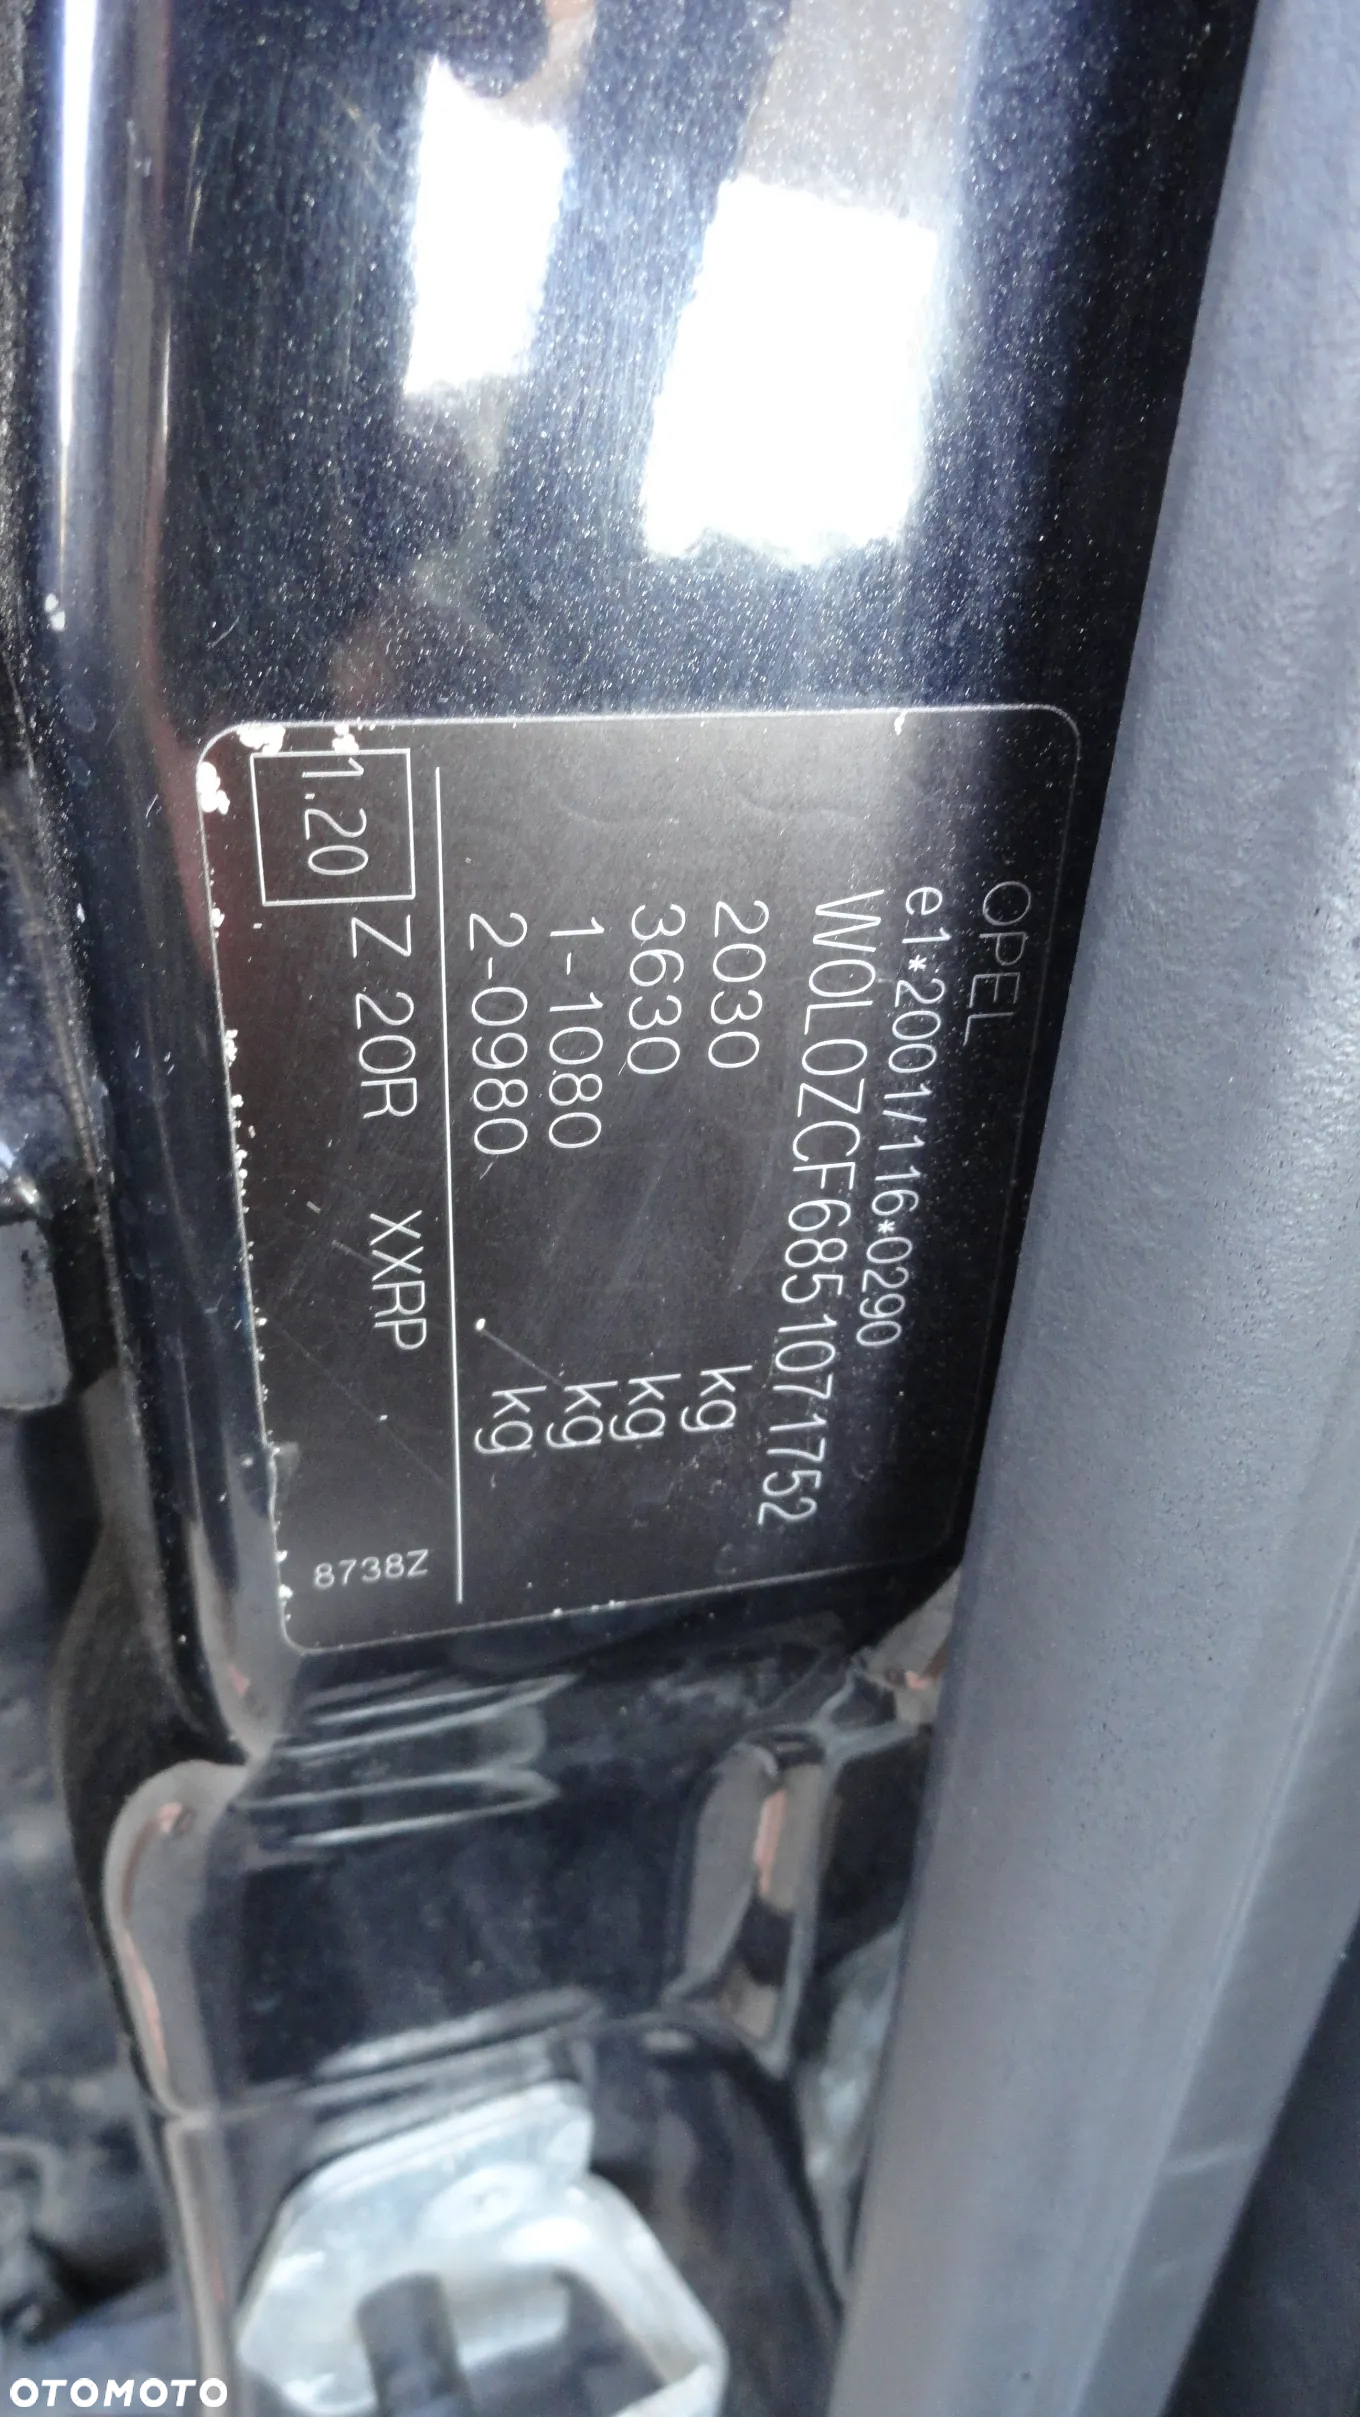 OPEL
e1*2001/116*0290
W0L0ZCF6851071752
2030 kg
3630 kg
1-1080 kg
2-0980 kg
1.20 Z 20R XXRP 8738Z
OTOMOTO